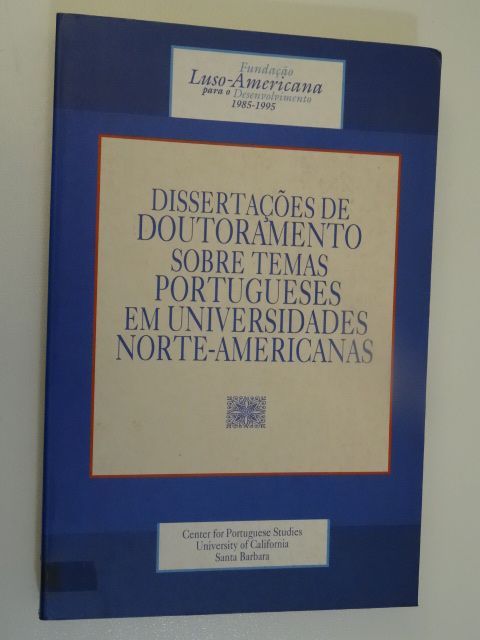 Fundação
Luso-Americana
para o Desenvolvimento
1985-1995
DISSERTAÇÕES DE
DOUTORAMENTO
SOBRE TEMAS
PORTUGUESES
EM UNIVERSIDADES
NORTE-AMERICANAS
Center for Portuguese Studies
University of California
Santa Barbara